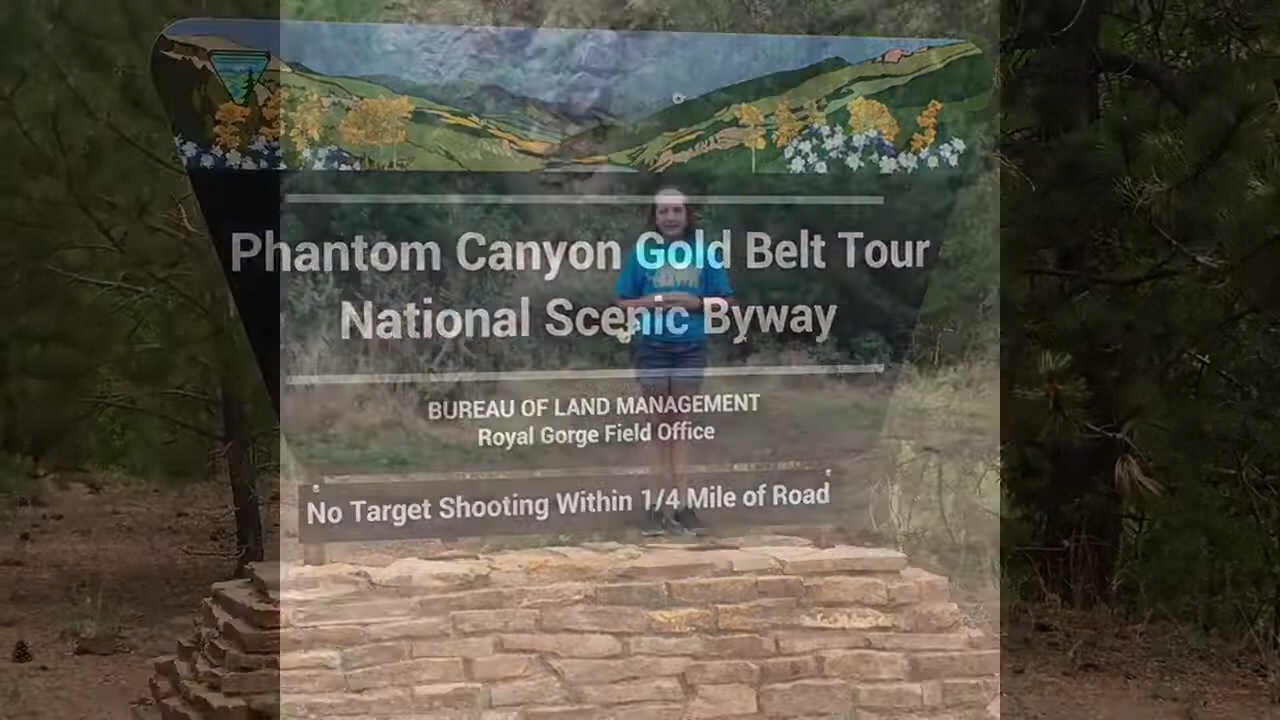 Phantom Canyon Gold Belt Tour
National Scenic Byway
BUREAU OF LAND MANAGEMENT
Royal Gorge Field Office
No Target Shooting Within 1/4 Mile of Road